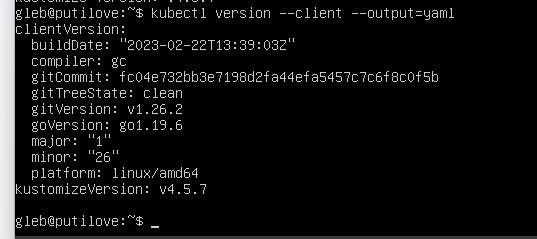 gleb@putilove:~$ kubectl version --client --output=yaml
clientVersion:
  buildDate: "2023-02-22T13:39:03Z"
  compiler: gc
  gitCommit: fc04e732bb3e7198d2fa44efa5457c7c6f8c0f5b
  gitTreeState: clean
  gitVersion: v1.26.2
  goVersion: go1.19.6
  major: "1"
  minor: "26"
  platform: linux/amd64
kustomizeVersion: v4.5.7

gleb@putilove:~$ _